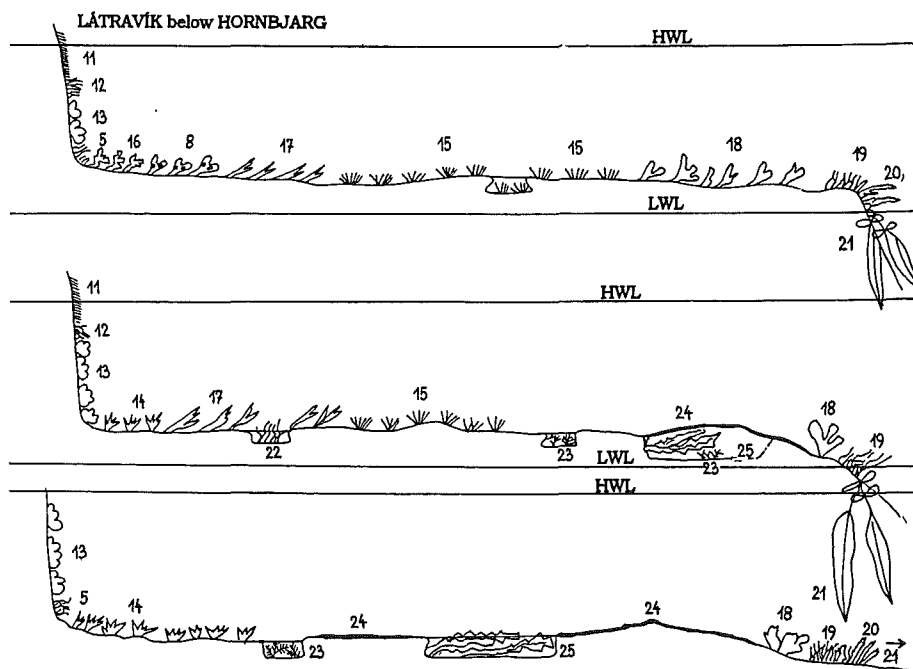 LÁTRAVÍK below HORNBJARG
HWL
11
12
13
5 16 8 17 15 15 18 19
20,
LWL
21
11
HWL
12
13
14 17 15 24 18
19
22 23 23 25
LWL
HWL
13
21
5 14 24 24 18
19 20
23 25 21